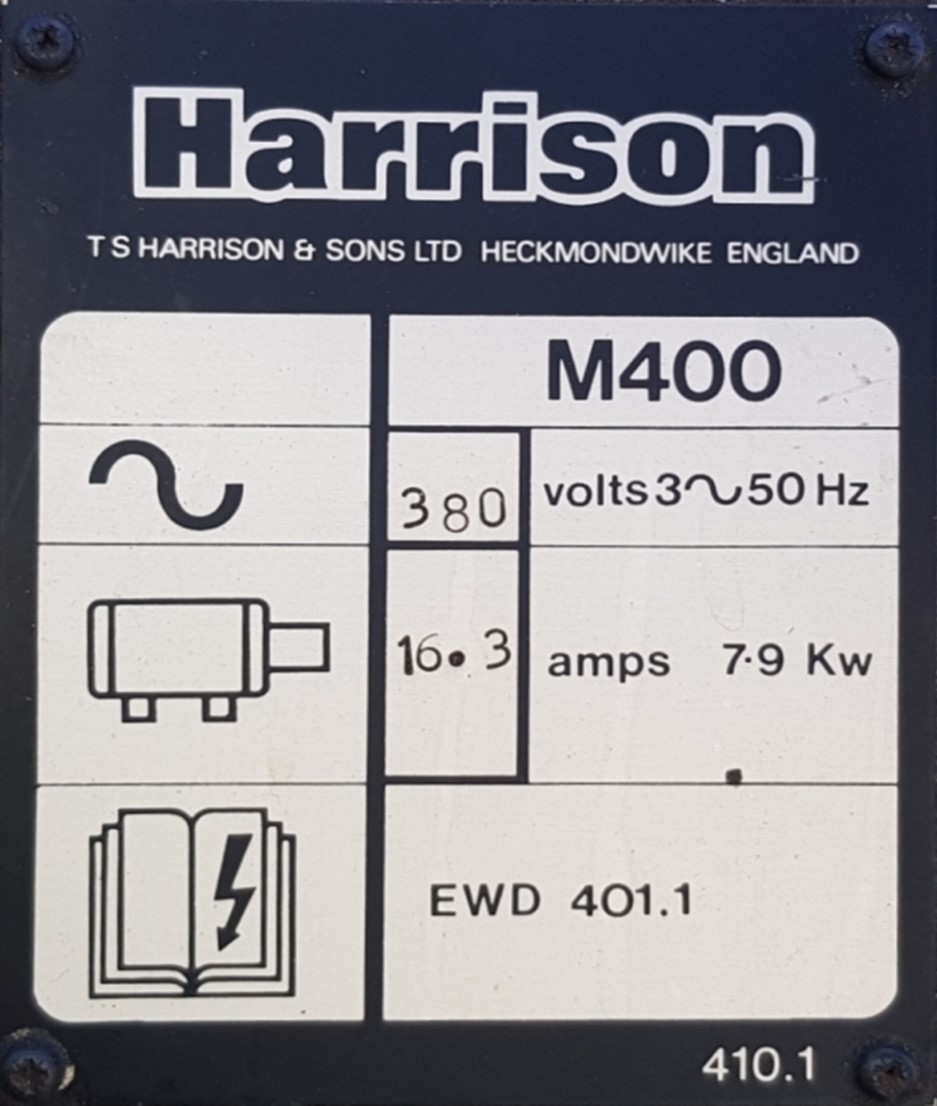 Harrison
T S HARRISON & SONS LTD HECKMONDWIKE ENGLAND
M400
380 volts 3∿50 Hz
16.3 amps 7·9 Kw
EWD 401.1
410.1